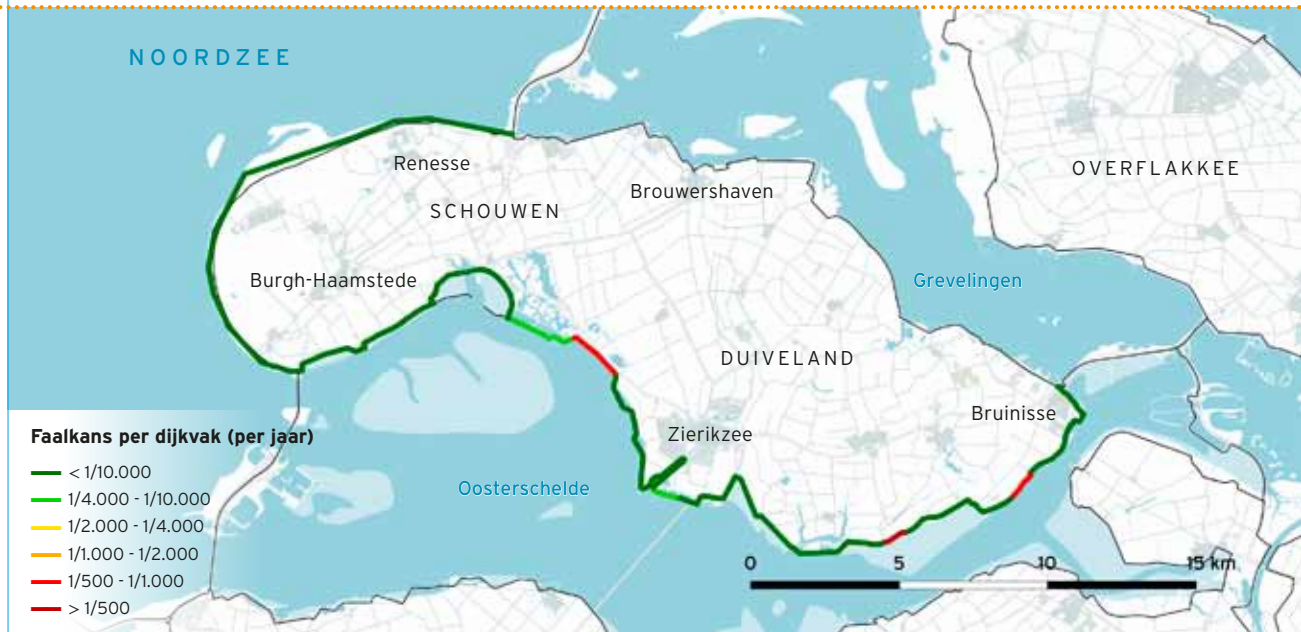 NOORDZEE
Renesse
OVERFLAKKEE
Brouwershaven
SCHOUWEN
Burgh-Haamstede
Grevelingen
DUIVELAND
Bruinisse
Zierikzee
Oosterschelde
Faalkans per dijkvak (per jaar)
< 1/10.000
1/4.000 - 1/10.000
1/2.000 - 1/4.000
1/1.000 - 1/2.000
1/500 - 1/1.000
> 1/500
0 5 10 15 km